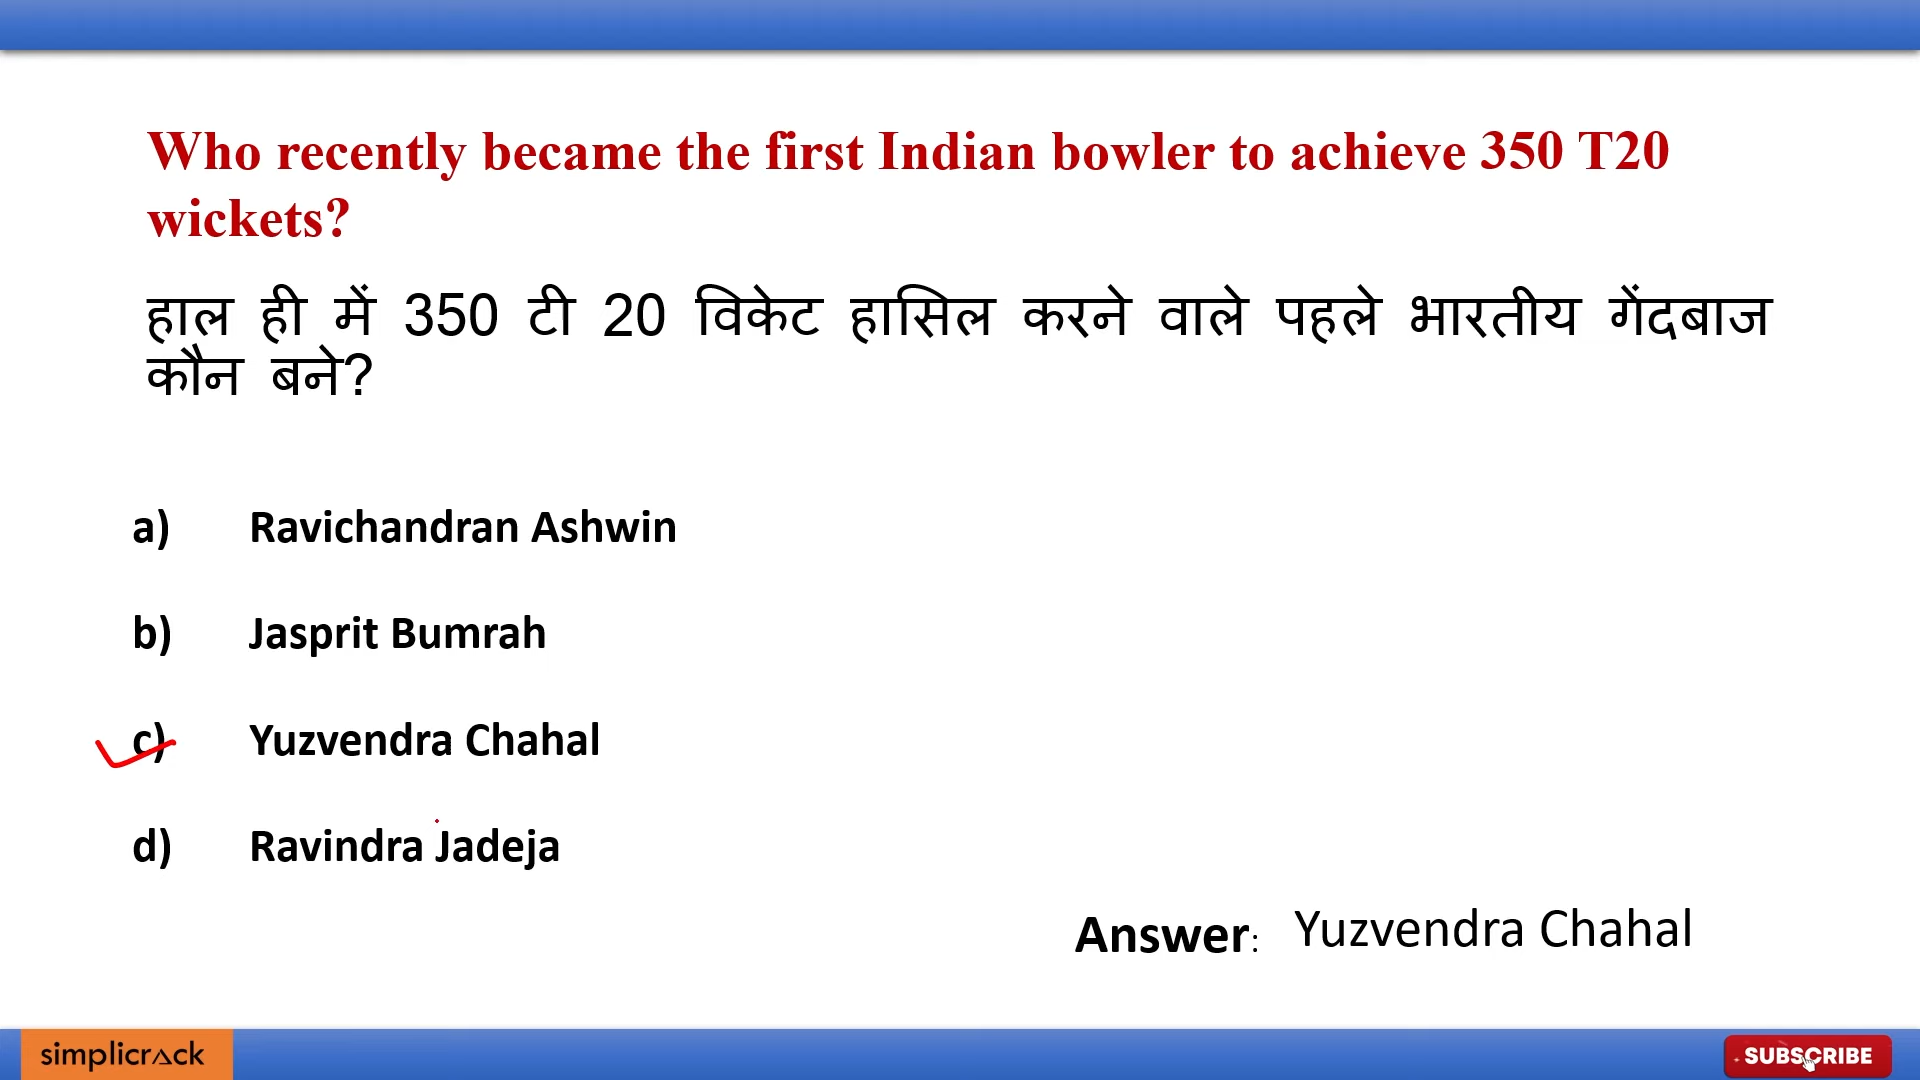 Who recently became the first Indian bowler to achieve 350 T20
wickets?
हाल ही में 350 टी 20 विकेट हासिल करने वाले पहले भारतीय गेंदबाज
कौन बने?
a) Ravichandran Ashwin
b) Jasprit Bumrah
c) Yuzvendra Chahal
d) Ravindra Jadeja
Answer: Yuzvendra Chahal
simplicrack
SUBSCRIBE